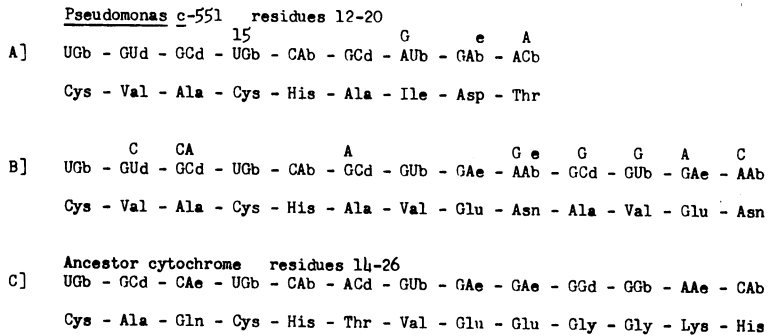 Pseudomonas c-551 residues 12-20
15 G e A
A] UGb - GUd - GCd - UGb - CAb - GCd - AUb - GAb - ACb
Cys - Val - Ala - Cys - His - Ala - Ile - Asp - Thr
C CA A G e G G A C
B] UGb - GUd - GCd - UGb - CAb - GCd - GUb - GAe - AAb - GCd - GUb - GAe - AAb
Cys - Val - Ala - Cys - His - Ala - Val - Glu - Asn - Ala - Val - Glu - Asn
Ancestor cytochrome residues 14-26
C] UGb - GCd - CAe - UGb - CAb - ACd - GUb - GAe - GAe - GGd - GGb - AAe - CAb
Cys - Ala - Gln - Cys - His - Thr - Val - Glu - Glu - Gly - Gly - Lys - His